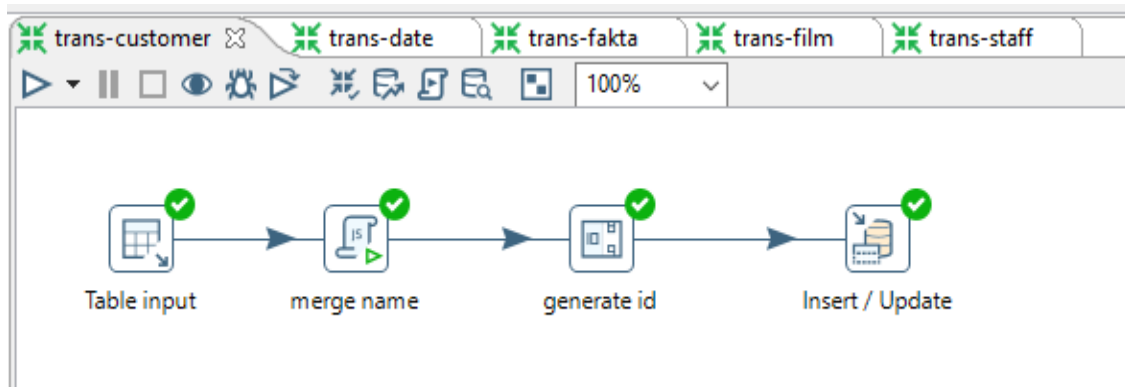 trans-customer trans-date trans-fakta trans-film trans-staff
100%
Table input merge name generate id Insert / Update